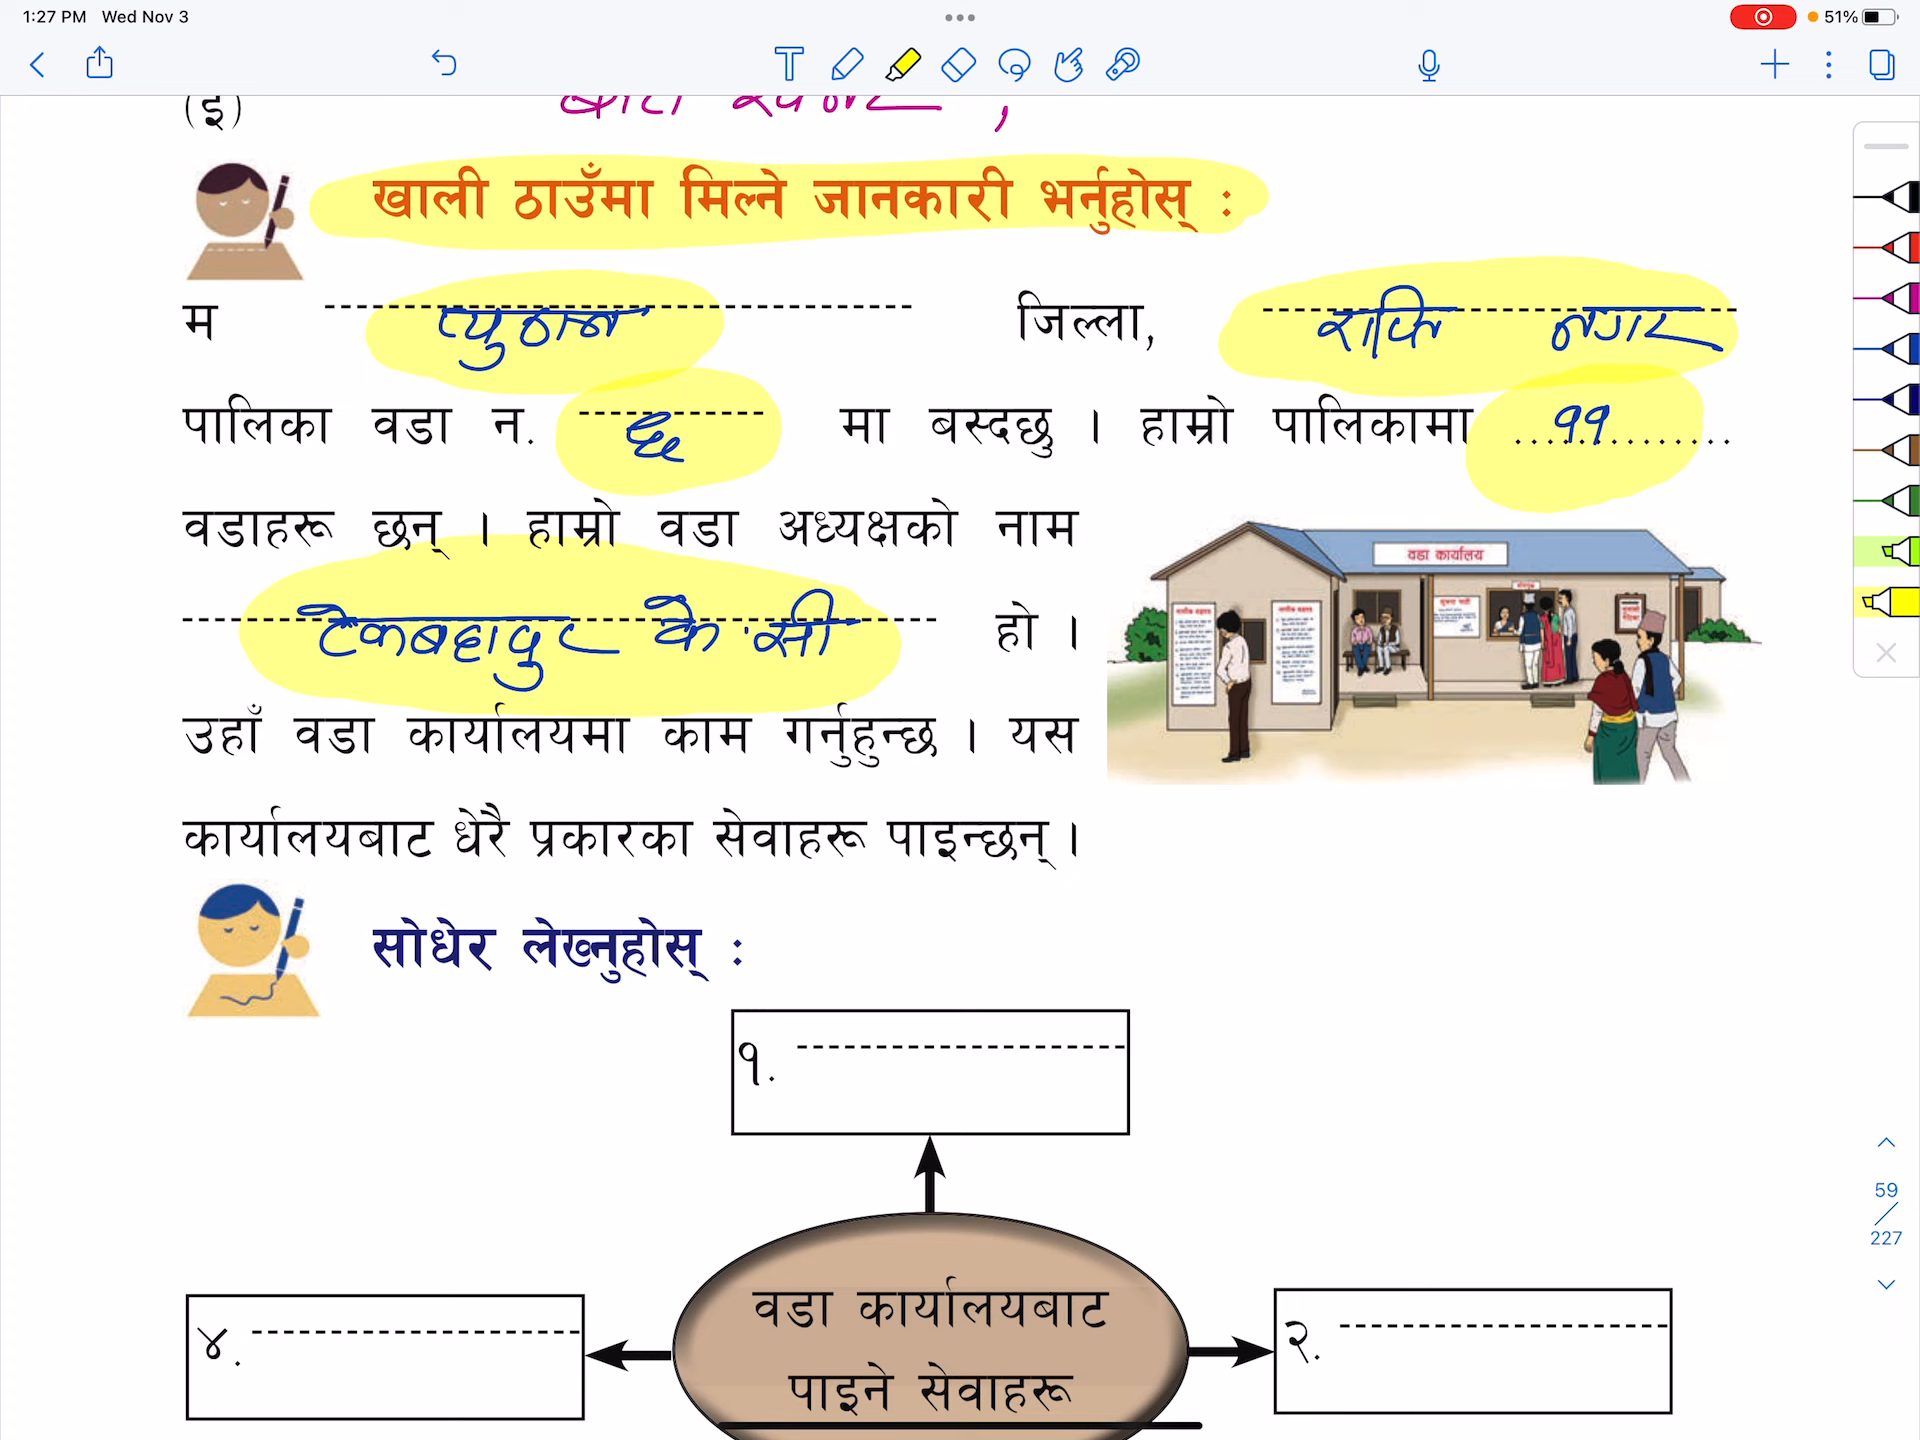 1:27 PM Wed Nov 3 51%
(इ)
खाली ठाउँमा मिल्ने जानकारी भर्नुहोस् :
म प्युठान जिल्ला, नगर
पालिका वडा न. ६ मा बस्दछु । हाम्रो पालिकामा ११
वडाहरू छन् । हाम्रो वडा अध्यक्षको नाम
टेकबहादुर के.सी हो ।
उहाँ वडा कार्यालयमा काम गर्नुहुन्छ । यस
कार्यालयबाट धेरै प्रकारका सेवाहरू पाइन्छन् ।
वडा कार्यालय
सोधेर लेख्नुहोस् :
१.
४.
२.
वडा कार्यालयबाट
पाइने सेवाहरू
59
/
227